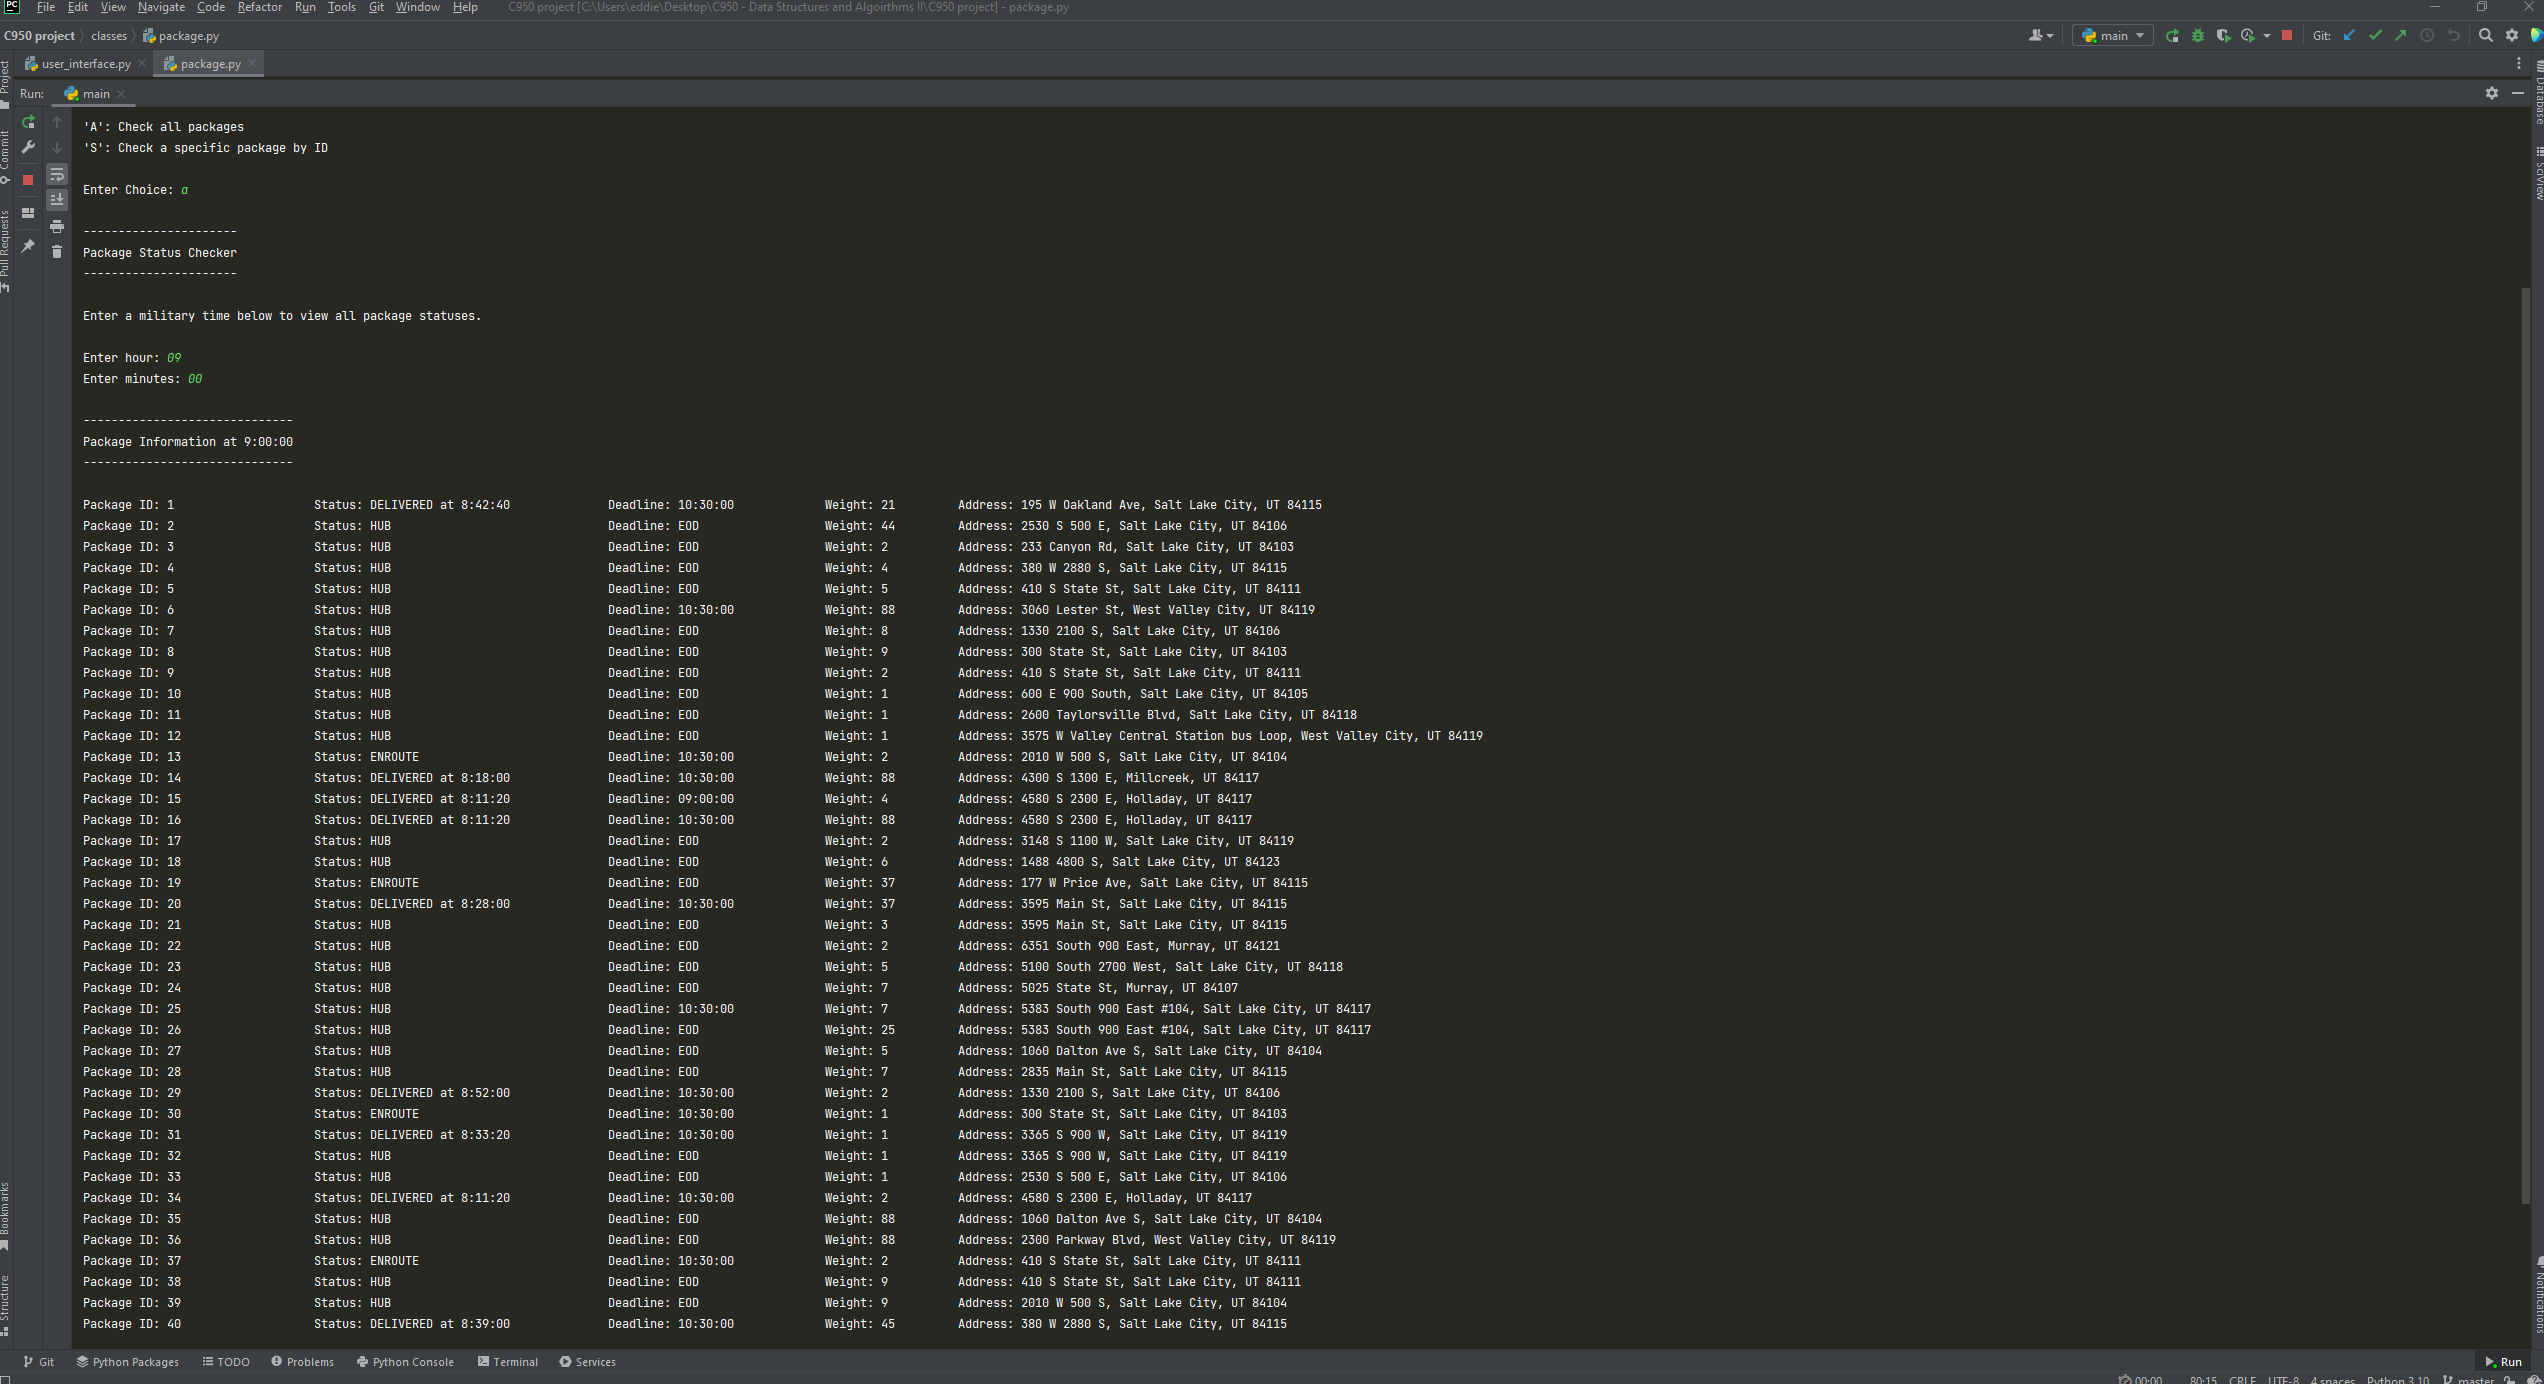 PC File Edit View Navigate Code Refactor Run Tools Git Window Help C950 project [C:\Users\eddie\Desktop\C950 - Data Structures and Algoirthms II\C950 project] - package.py
C950 project classes package.py main Git:
user_interface.py package.py
Run: main
'A': Check all packages
'S': Check a specific package by ID
Enter Choice: a
----------------------
Package Status Checker
----------------------
Enter a military time below to view all package statuses.
Enter hour: 09
Enter minutes: 00
------------------------------
Package Information at 9:00:00
------------------------------
Package ID: 1 Status: DELIVERED at 8:42:40 Deadline: 10:30:00 Weight: 21 Address: 195 W Oakland Ave, Salt Lake City, UT 84115
Package ID: 2 Status: HUB Deadline: EOD Weight: 44 Address: 2530 S 500 E, Salt Lake City, UT 84106
Package ID: 3 Status: HUB Deadline: EOD Weight: 2 Address: 233 Canyon Rd, Salt Lake City, UT 84103
Package ID: 4 Status: HUB Deadline: EOD Weight: 4 Address: 380 W 2880 S, Salt Lake City, UT 84115
Package ID: 5 Status: HUB Deadline: EOD Weight: 5 Address: 410 S State St, Salt Lake City, UT 84111
Package ID: 6 Status: HUB Deadline: 10:30:00 Weight: 88 Address: 3060 Lester St, West Valley City, UT 84119
Package ID: 7 Status: HUB Deadline: EOD Weight: 8 Address: 1330 2100 S, Salt Lake City, UT 84106
Package ID: 8 Status: HUB Deadline: EOD Weight: 9 Address: 300 State St, Salt Lake City, UT 84103
Package ID: 9 Status: HUB Deadline: EOD Weight: 2 Address: 410 S State St, Salt Lake City, UT 84111
Package ID: 10 Status: HUB Deadline: EOD Weight: 1 Address: 600 E 900 South, Salt Lake City, UT 84105
Package ID: 11 Status: HUB Deadline: EOD Weight: 1 Address: 2600 Taylorsville Blvd, Salt Lake City, UT 84118
Package ID: 12 Status: HUB Deadline: EOD Weight: 1 Address: 3575 W Valley Central Station bus Loop, West Valley City, UT 84119
Package ID: 13 Status: ENROUTE Deadline: 10:30:00 Weight: 2 Address: 2010 W 500 S, Salt Lake City, UT 84104
Package ID: 14 Status: DELIVERED at 8:18:00 Deadline: 10:30:00 Weight: 88 Address: 4300 S 1300 E, Millcreek, UT 84117
Package ID: 15 Status: DELIVERED at 8:11:20 Deadline: 09:00:00 Weight: 4 Address: 4580 S 2300 E, Holladay, UT 84117
Package ID: 16 Status: DELIVERED at 8:11:20 Deadline: 10:30:00 Weight: 88 Address: 4580 S 2300 E, Holladay, UT 84117
Package ID: 17 Status: HUB Deadline: EOD Weight: 2 Address: 3148 S 1100 W, Salt Lake City, UT 84119
Package ID: 18 Status: HUB Deadline: EOD Weight: 6 Address: 1488 4800 S, Salt Lake City, UT 84123
Package ID: 19 Status: ENROUTE Deadline: EOD Weight: 37 Address: 177 W Price Ave, Salt Lake City, UT 84115
Package ID: 20 Status: DELIVERED at 8:28:00 Deadline: 10:30:00 Weight: 37 Address: 3595 Main St, Salt Lake City, UT 84115
Package ID: 21 Status: HUB Deadline: EOD Weight: 3 Address: 3595 Main St, Salt Lake City, UT 84115
Package ID: 22 Status: HUB Deadline: EOD Weight: 2 Address: 6351 South 900 East, Murray, UT 84121
Package ID: 23 Status: HUB Deadline: EOD Weight: 5 Address: 5100 South 2700 West, Salt Lake City, UT 84118
Package ID: 24 Status: HUB Deadline: EOD Weight: 7 Address: 5025 State St, Murray, UT 84107
Package ID: 25 Status: HUB Deadline: 10:30:00 Weight: 7 Address: 5383 South 900 East #104, Salt Lake City, UT 84117
Package ID: 26 Status: HUB Deadline: EOD Weight: 25 Address: 5383 South 900 East #104, Salt Lake City, UT 84117
Package ID: 27 Status: HUB Deadline: EOD Weight: 5 Address: 1060 Dalton Ave S, Salt Lake City, UT 84104
Package ID: 28 Status: HUB Deadline: EOD Weight: 7 Address: 2835 Main St, Salt Lake City, UT 84115
Package ID: 29 Status: DELIVERED at 8:52:00 Deadline: 10:30:00 Weight: 2 Address: 1330 2100 S, Salt Lake City, UT 84106
Package ID: 30 Status: ENROUTE Deadline: 10:30:00 Weight: 1 Address: 300 State St, Salt Lake City, UT 84103
Package ID: 31 Status: DELIVERED at 8:33:20 Deadline: 10:30:00 Weight: 1 Address: 3365 S 900 W, Salt Lake City, UT 84119
Package ID: 32 Status: HUB Deadline: EOD Weight: 1 Address: 3365 S 900 W, Salt Lake City, UT 84119
Package ID: 33 Status: HUB Deadline: EOD Weight: 1 Address: 2530 S 500 E, Salt Lake City, UT 84106
Package ID: 34 Status: DELIVERED at 8:11:20 Deadline: 10:30:00 Weight: 2 Address: 4580 S 2300 E, Holladay, UT 84117
Package ID: 35 Status: HUB Deadline: EOD Weight: 88 Address: 1060 Dalton Ave S, Salt Lake City, UT 84104
Package ID: 36 Status: HUB Deadline: EOD Weight: 88 Address: 2300 Parkway Blvd, West Valley City, UT 84119
Package ID: 37 Status: ENROUTE Deadline: 10:30:00 Weight: 2 Address: 410 S State St, Salt Lake City, UT 84111
Package ID: 38 Status: HUB Deadline: EOD Weight: 9 Address: 410 S State St, Salt Lake City, UT 84111
Package ID: 39 Status: HUB Deadline: EOD Weight: 9 Address: 2010 W 500 S, Salt Lake City, UT 84104
Package ID: 40 Status: DELIVERED at 8:39:00 Deadline: 10:30:00 Weight: 45 Address: 380 W 2880 S, Salt Lake City, UT 84115
Project
Commit
Pull Requests
Bookmarks
Structure
Database
SciView
Notifications
Git Python Packages TODO Problems Python Console Terminal Services Run
00:00 80:15 CRLF UTF-8 4 spaces Python 3.10 master